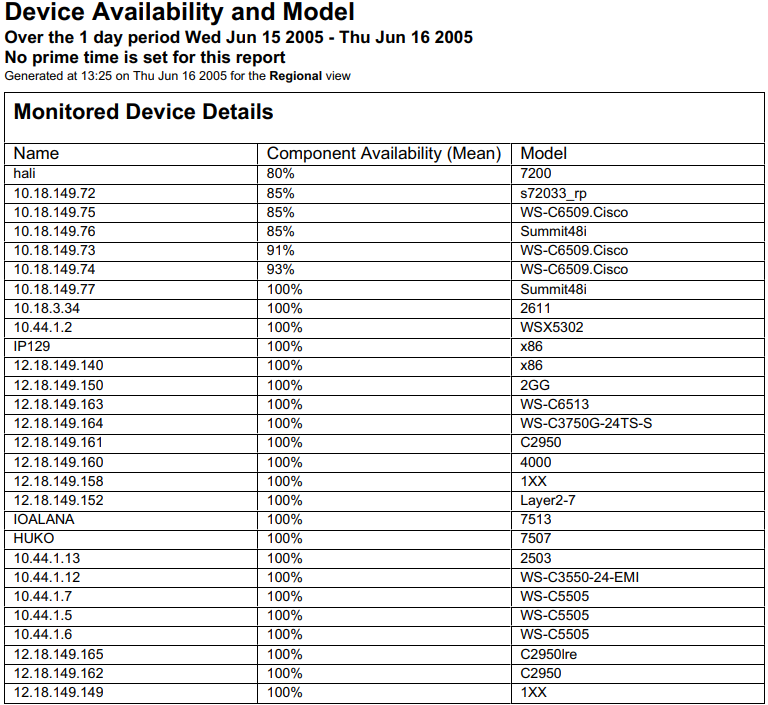 Device Availability and Model
Over the 1 day period Wed Jun 15 2005 - Thu Jun 16 2005
No prime time is set for this report
Generated at 13:25 on Thu Jun 16 2005 for the Regional view
Monitored Device Details
Name Component Availability (Mean) Model
hali 80% 7200
10.18.149.72 85% s72033_rp
10.18.149.75 85% WS-C6509.Cisco
10.18.149.76 85% Summit48i
10.18.149.73 91% WS-C6509.Cisco
10.18.149.74 93% WS-C6509.Cisco
10.18.149.77 100% Summit48i
10.18.3.34 100% 2611
10.44.1.2 100% WSX5302
IP129 100% x86
12.18.149.140 100% x86
12.18.149.150 100% 2GG
12.18.149.163 100% WS-C6513
12.18.149.164 100% WS-C3750G-24TS-S
12.18.149.161 100% C2950
12.18.149.160 100% 4000
12.18.149.158 100% 1XX
12.18.149.152 100% Layer2-7
IOALANA 100% 7513
HUKO 100% 7507
10.44.1.13 100% 2503
10.44.1.12 100% WS-C3550-24-EMI
10.44.1.7 100% WS-C5505
10.44.1.5 100% WS-C5505
10.44.1.6 100% WS-C5505
12.18.149.165 100% C2950lre
12.18.149.162 100% C2950
12.18.149.149 100% 1XX